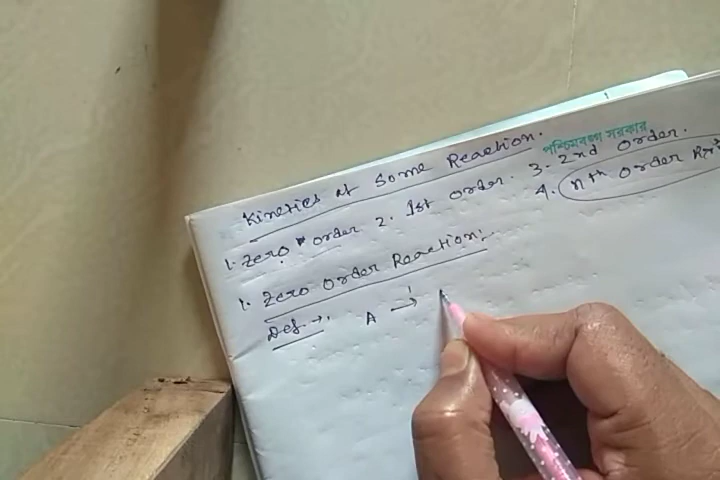 Kinetics of Some Reaction.
পশ্চিমবঙ্গ সরকার
1. Zero order 2. 1st order. 3. 2nd order.
4. nth order Rxn
1. Zero Order Reaction:-
Def → A →